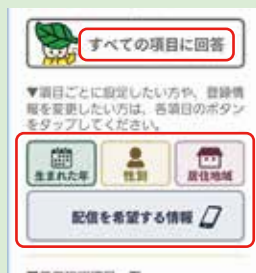 すべての項目に回答
▼項目ごとに設定したい方や、登録情
報を変更したい方は、各項目のボタン
をタップしてください。
生まれた年 性別 居住地域
配信を希望する情報